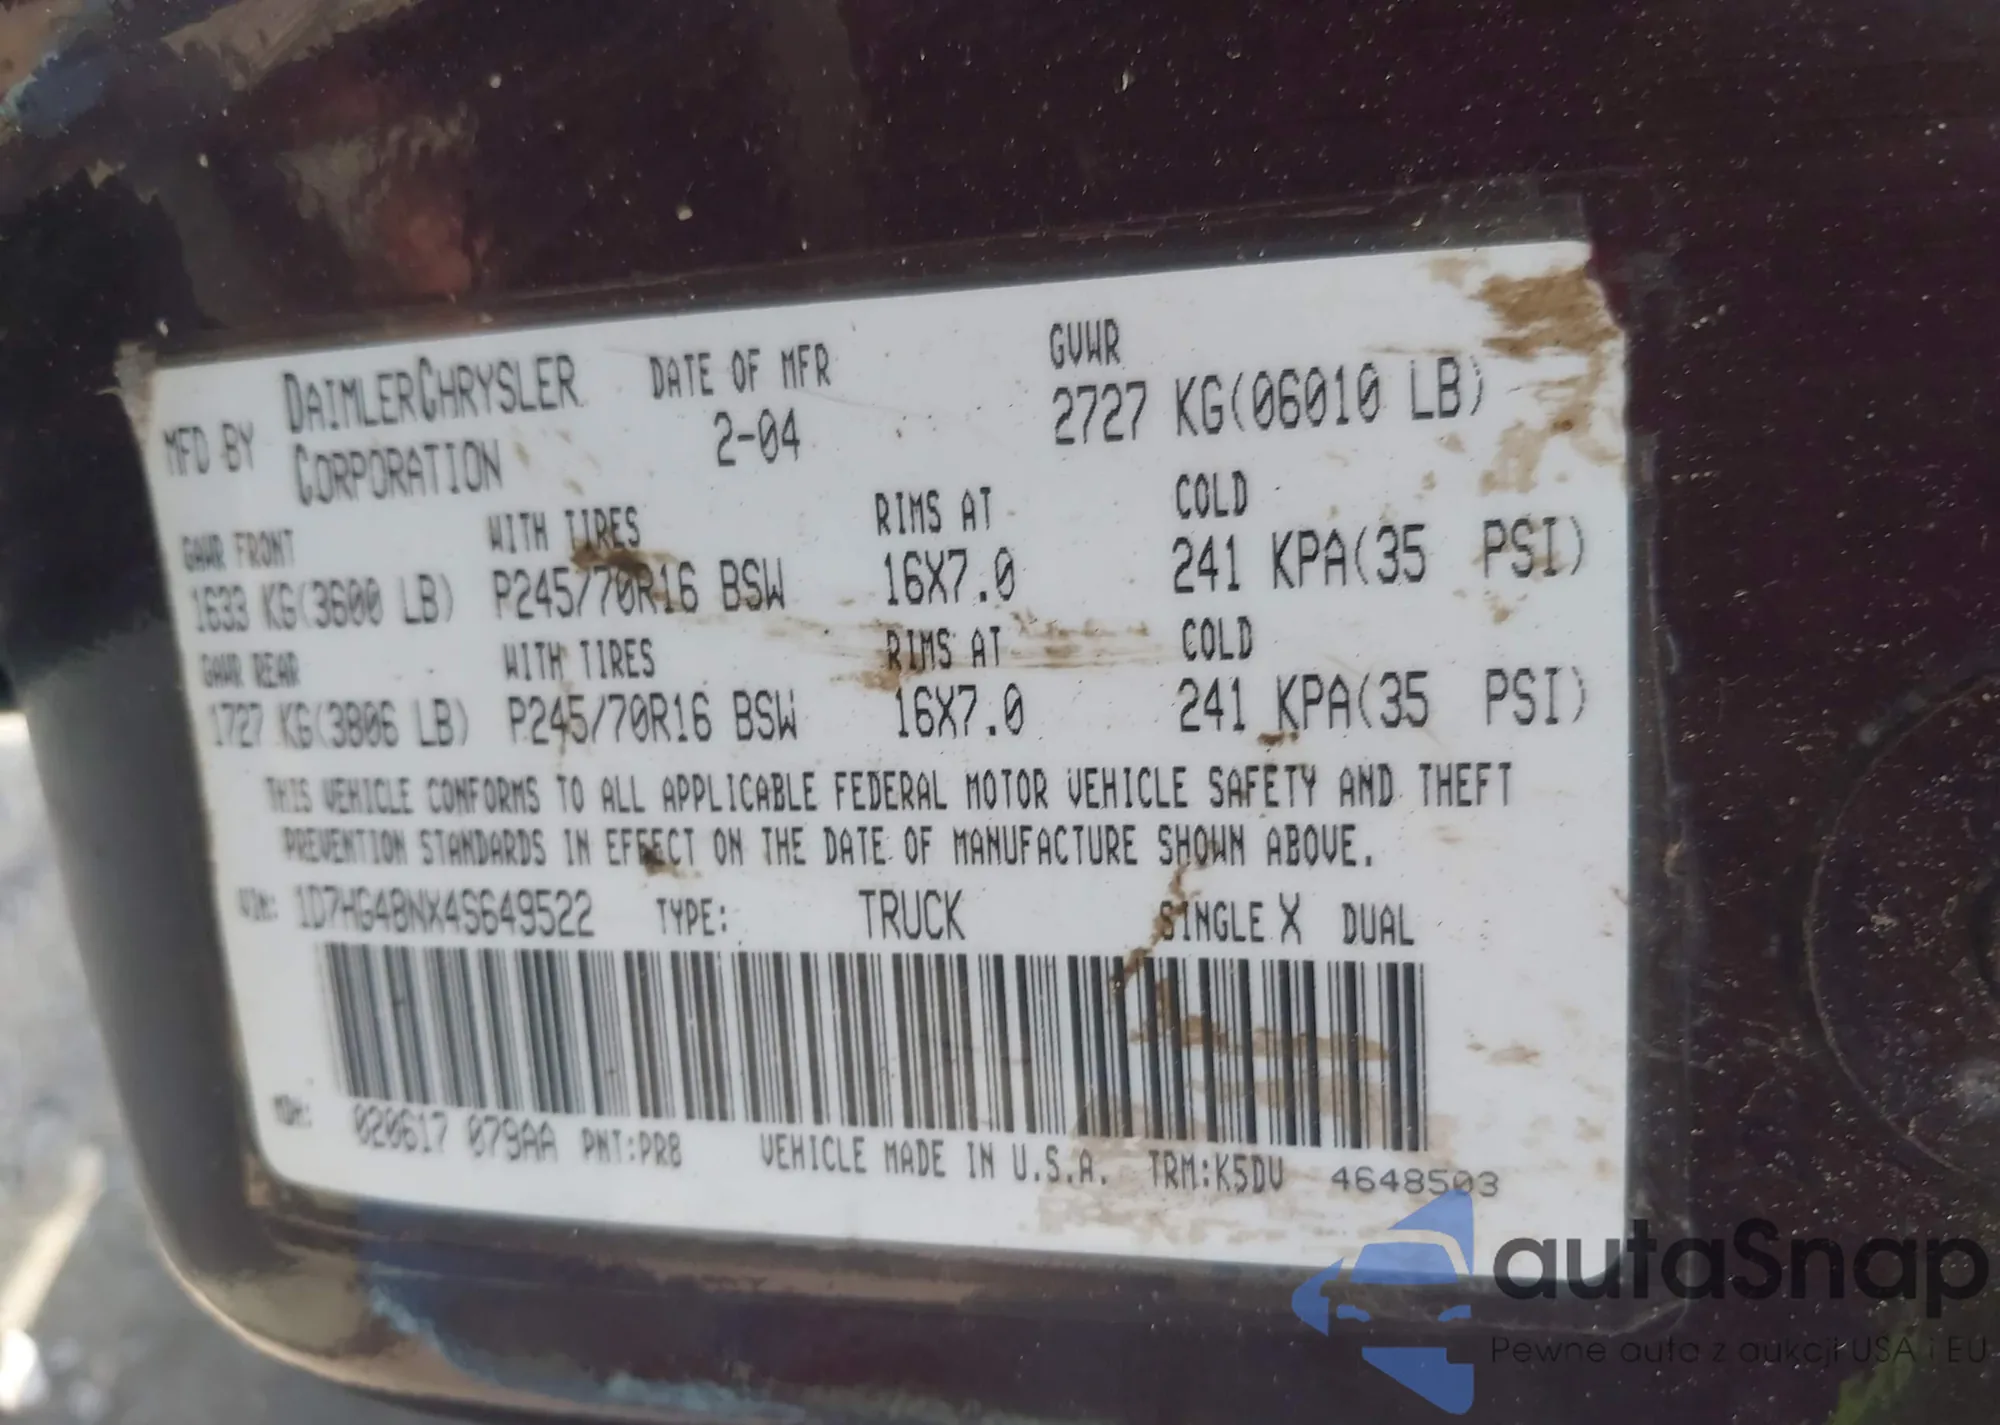 MFD BY DAIMLERCHRYSLER CORPORATION DATE OF MFR 2-04 GVWR 2727 KG(06010 LB)
GAWR FRONT WITH TIRES RIMS AT COLD
1633 KG(3600 LB) P245/70R16 BSW 16X7.0 241 KPA(35 PSI)
GAWR REAR WITH TIRES RIMS AT COLD
1727 KG(3806 LB) P245/70R16 BSW 16X7.0 241 KPA(35 PSI)
THIS VEHICLE CONFORMS TO ALL APPLICABLE FEDERAL MOTOR VEHICLE SAFETY AND THEFT
PREVENTION STANDARDS IN EFFECT ON THE DATE OF MANUFACTURE SHOWN ABOVE.
VIN: 1D7HG48NX4S649522 TYPE: TRUCK SINGLE X DUAL
MDH: 020617 079AA PNT:PR8 VEHICLE MADE IN U.S.A. TRM:K5DV 4648503
autaSnap
Pewne auta z aukcji USA i EU